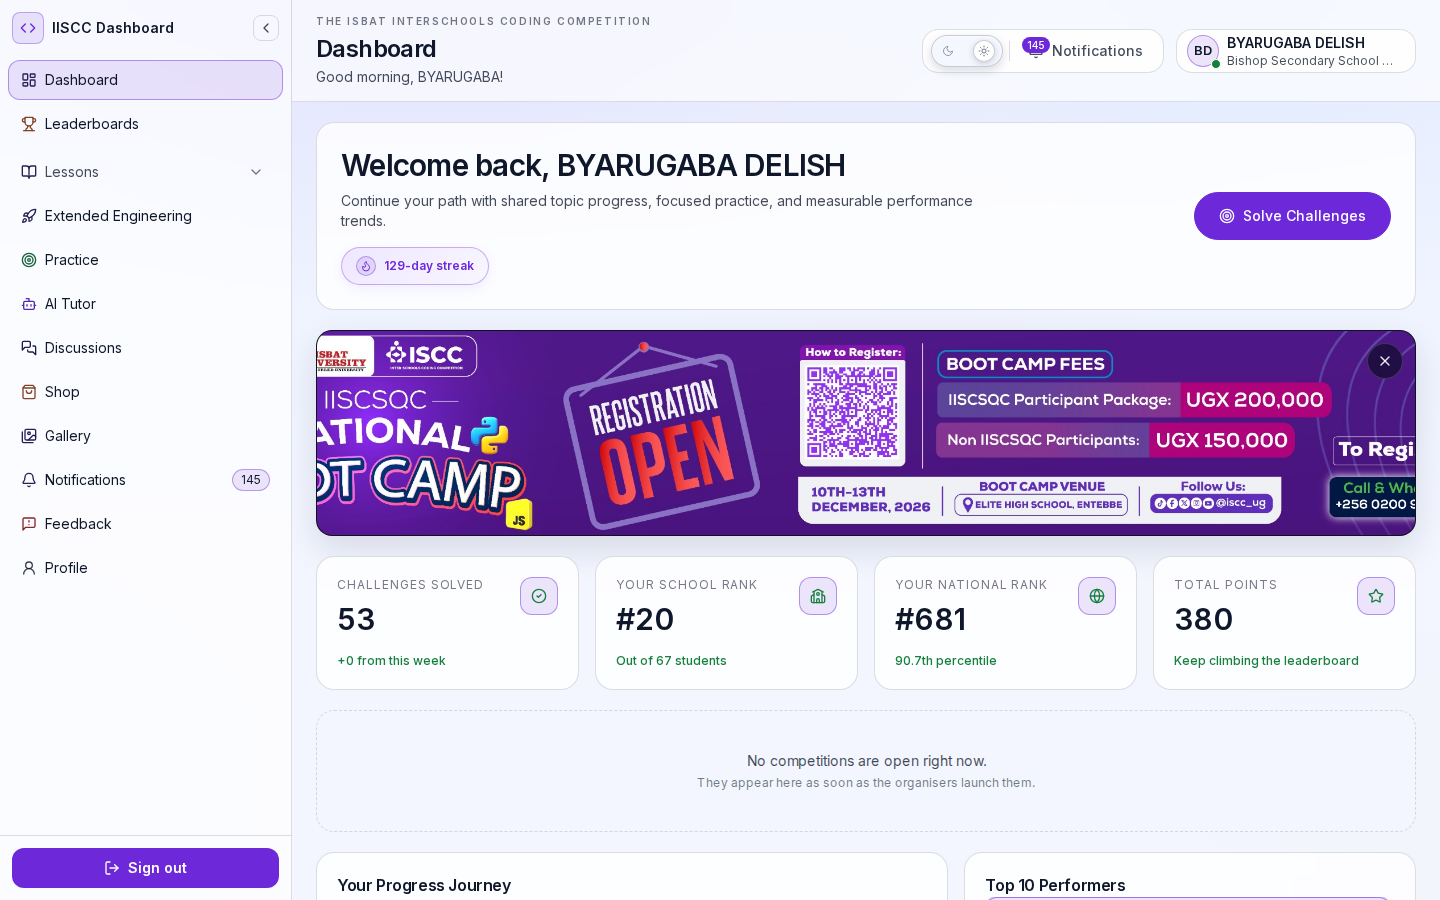 IISCC Dashboard
Dashboard
Leaderboards
Lessons
Extended Engineering
Practice
AI Tutor
Discussions
Shop
Gallery
Notifications
145
Feedback
Profile
Sign out
THE ISBAT INTERSCHOOLS CODING COMPETITION
Dashboard
Good morning, BYARUGABA!
145
Notifications
BD
BYARUGABA DELISH
Bishop Secondary School ...
Welcome back, BYARUGABA DELISH
Continue your path with shared topic progress, focused practice, and measurable performance
trends.
129-day streak
Solve Challenges
ISBAT
VERSITY
ISCC
INTER SCHOOLS CODING COMPETITION
IISCSQC
ATIONAL
OT CAMP
JS
REGISTRATION
OPEN
How to Register:
BOOT CAMP FEES
IISCSQC Participant Package: UGX 200,000
Non IISCSQC Participants: UGX 150,000
10TH-13TH
DECEMBER, 2026
BOOT CAMP VENUE
ELITE HIGH SCHOOL, ENTEBBE
Follow Us:
@iscc_ug
To Regi
Call & Wha
+256 0200 9
CHALLENGES SOLVED
53
+0 from this week
YOUR SCHOOL RANK
#20
Out of 67 students
YOUR NATIONAL RANK
#681
90.7th percentile
TOTAL POINTS
380
Keep climbing the leaderboard
No competitions are open right now.
They appear here as soon as the organisers launch them.
Your Progress Journey
Top 10 Performers